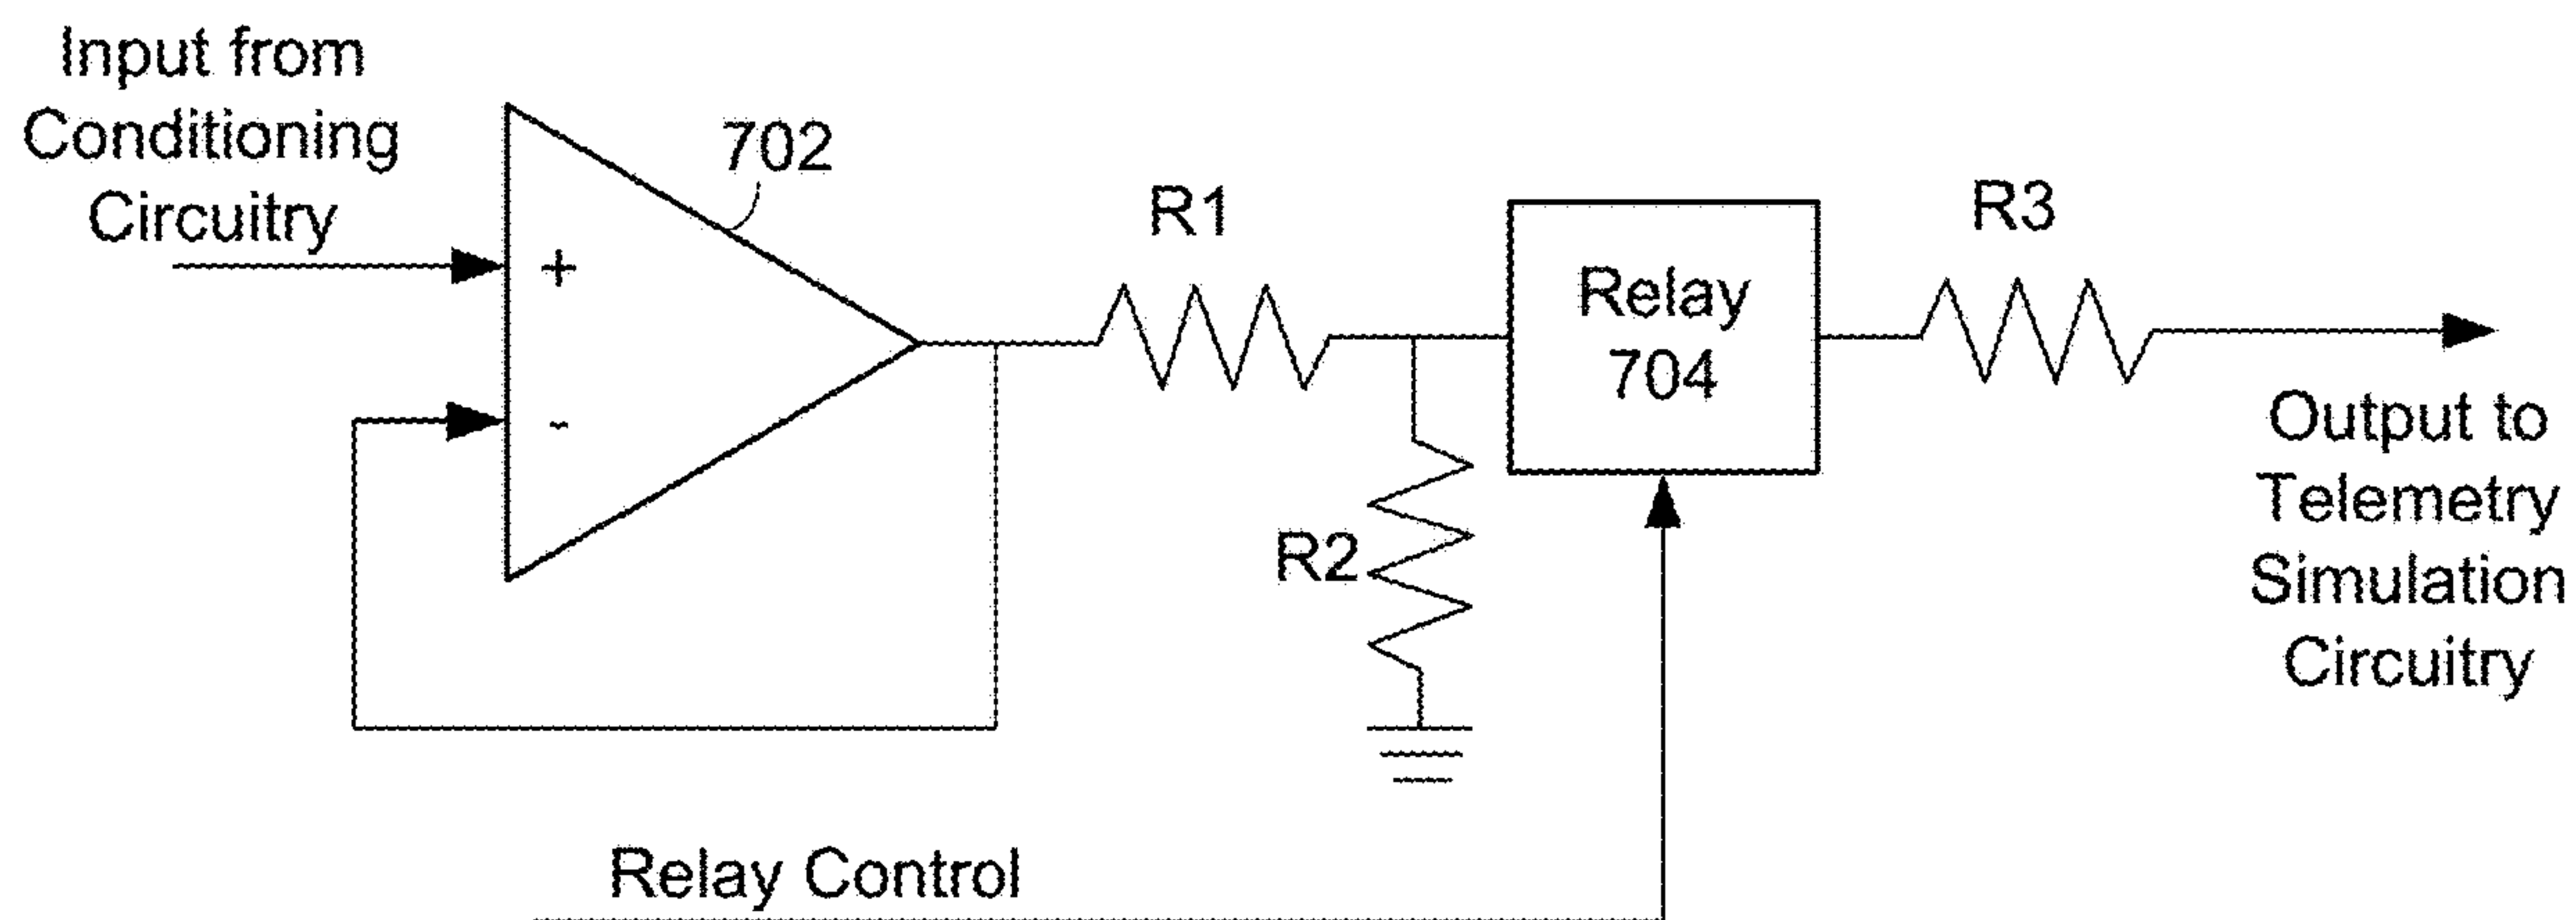 Input from
Conditioning
Circuitry
702
+
-
R1
R2
Relay
704
R3
Output to
Telemetry
Simulation
Circuitry
Relay Control